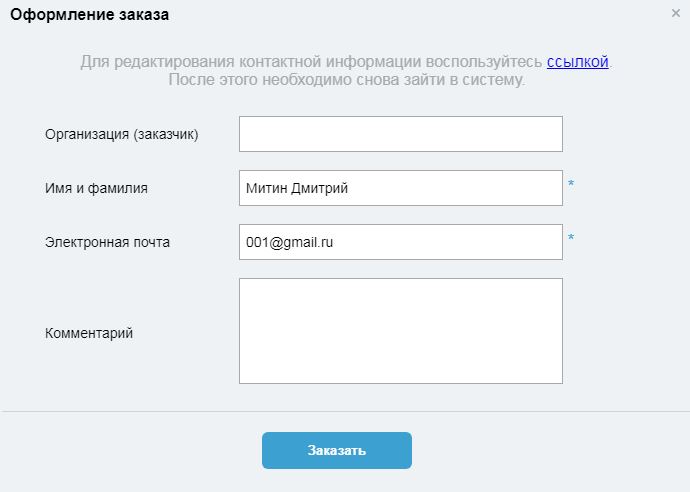 Оформление заказа ×
Для редактирования контактной информации воспользуйтесь ссылкой.
После этого необходимо снова зайти в систему.
Организация (заказчик)
Имя и фамилия Митин Дмитрий *
Электронная почта 001@gmail.ru *
Комментарий
Заказать